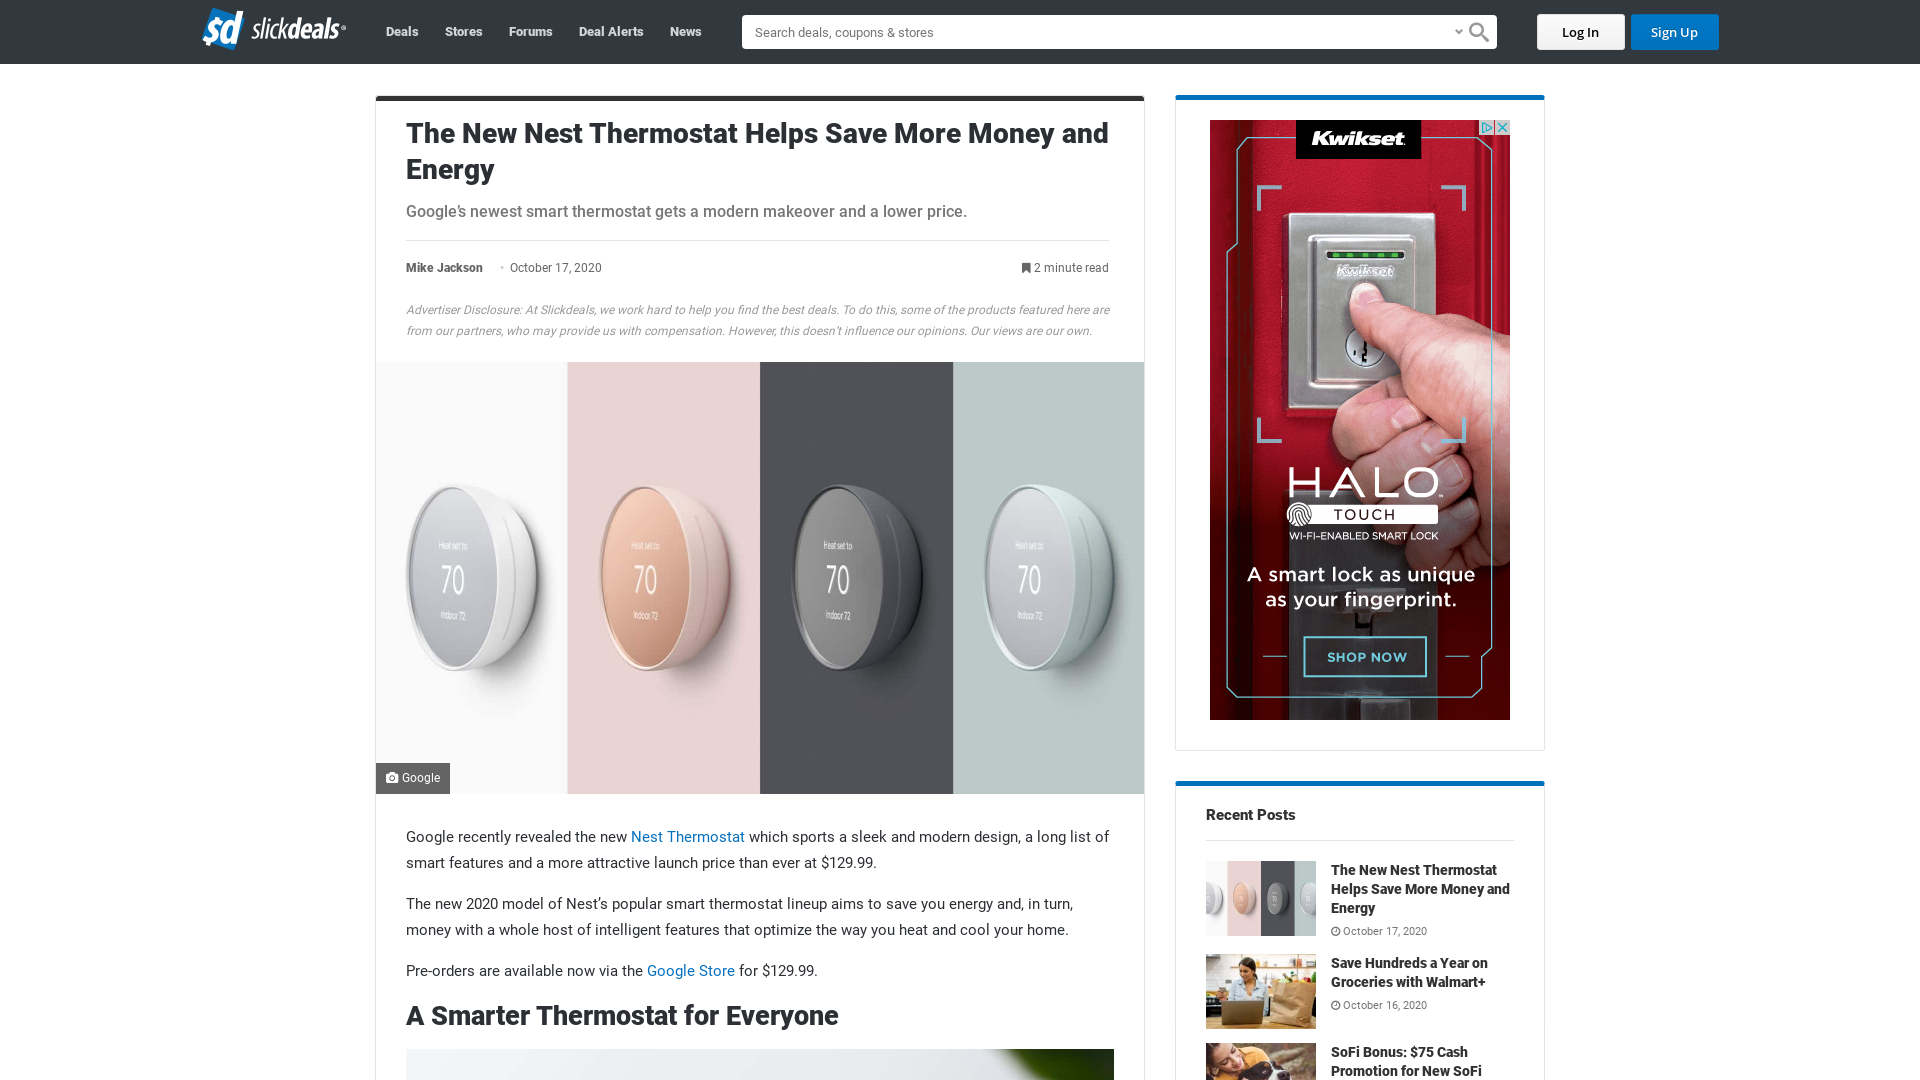 sd slickdeals
Deals
Stores
Forums
Deal Alerts
News
Search deals, coupons & stores
Log In
Sign Up
The New Nest Thermostat Helps Save More Money and
Energy
Google’s newest smart thermostat gets a modern makeover and a lower price.
Mike Jackson • October 17, 2020
2 minute read
Advertiser Disclosure: At Slickdeals, we work hard to help you find the best deals. To do this, some of the products featured here are
from our partners, who may provide us with compensation. However, this doesn’t influence our opinions. Our views are our own.
Heat set to
70
Indoor 72
Heat set to
70
Indoor 72
Heat set to
70
Indoor 72
Heat set to
70
Indoor 72
Google
Google recently revealed the new Nest Thermostat which sports a sleek and modern design, a long list of
smart features and a more attractive launch price than ever at $129.99.
The new 2020 model of Nest’s popular smart thermostat lineup aims to save you energy and, in turn,
money with a whole host of intelligent features that optimize the way you heat and cool your home.
Pre-orders are available now via the Google Store for $129.99.
A Smarter Thermostat for Everyone
Kwikset
Kwikset
HALO™
TOUCH
WI-FI-ENABLED SMART LOCK
A smart lock as unique
as your fingerprint.
SHOP NOW
Recent Posts
The New Nest Thermostat
Helps Save More Money and
Energy
October 17, 2020
Save Hundreds a Year on
Groceries with Walmart+
October 16, 2020
SoFi Bonus: $75 Cash
Promotion for New SoFi